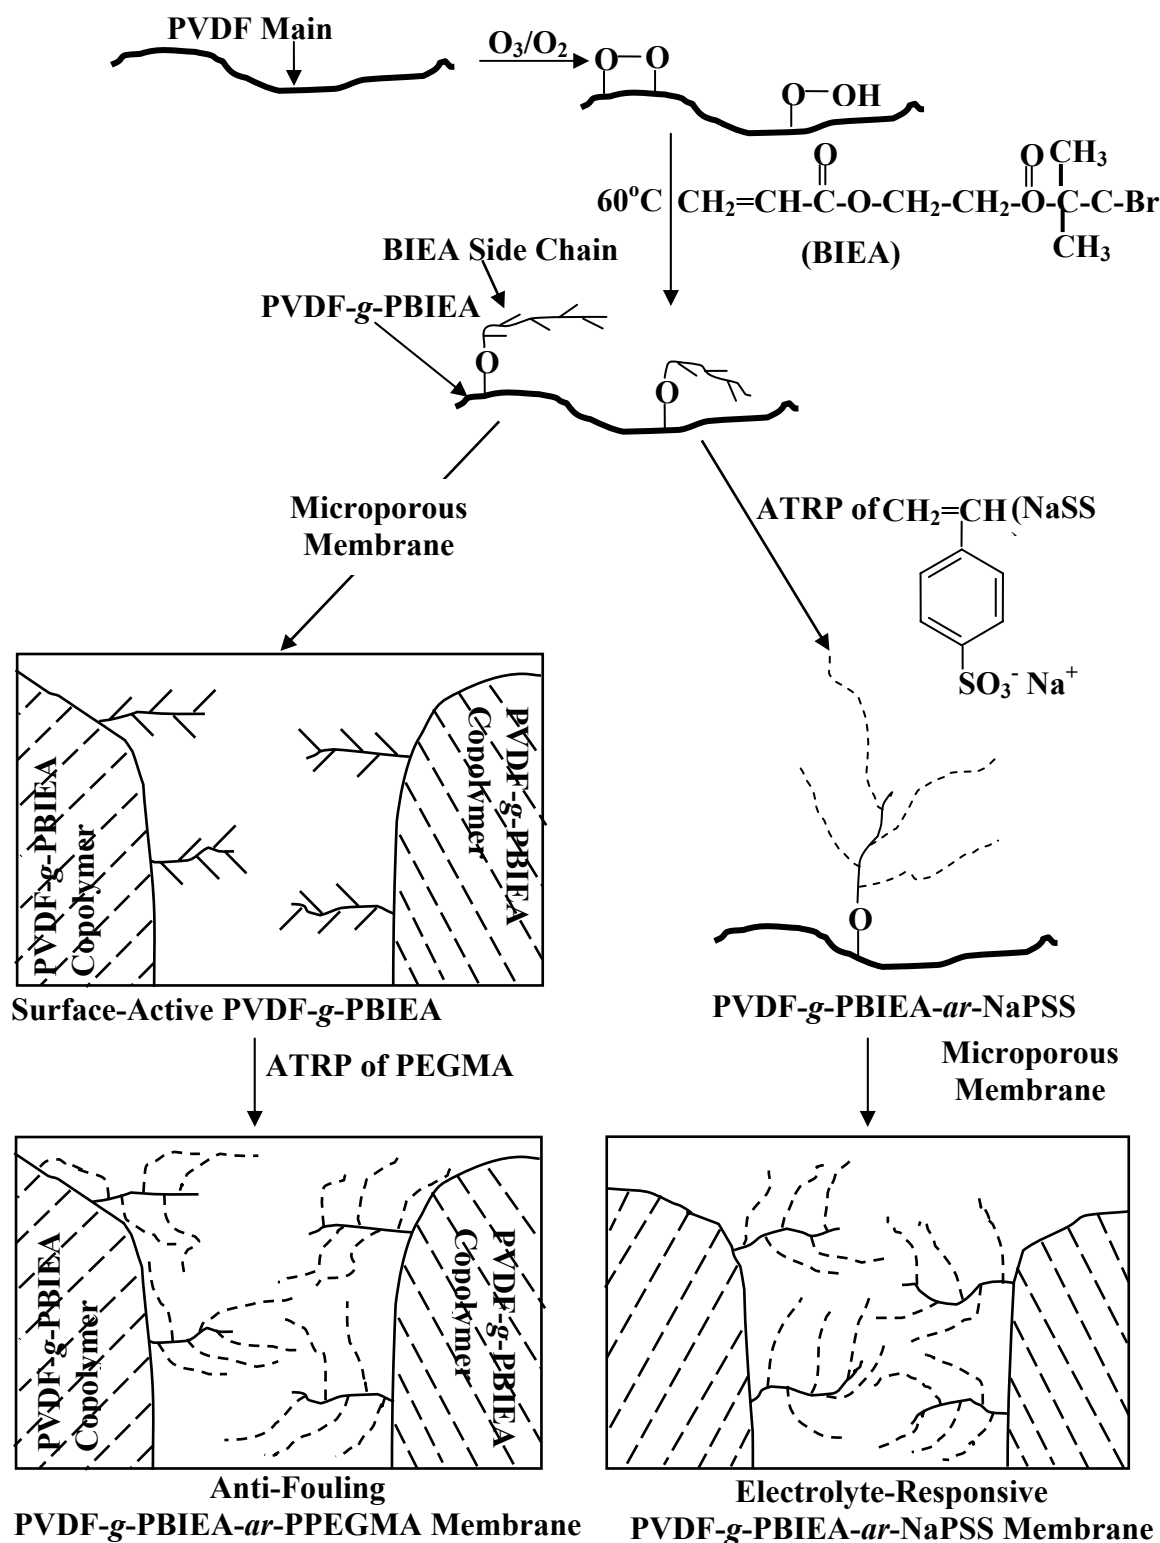 PVDF Main
O₃/O₂
O—O
O—OH
60°C
CH₂=CH-C-O-CH₂-CH₂-O-C-C-Br
O
O
CH₃
CH₃
(BIEA)
BIEA Side Chain
PVDF-g-PBIEA
O
O
Microporous
Membrane
ATRP of CH₂=CH (NaSS
SO₃⁻ Na⁺
PVDF-g-PBIEA
Copolymer
PVDF-g-PBIEA
Copolymer
O
Surface-Active PVDF-g-PBIEA
PVDF-g-PBIEA-ar-NaPSS
ATRP of PEGMA
Microporous
Membrane
PVDF-g-PBIEA
Copolymer
PVDF-g-PBIEA
Copolymer
Anti-Fouling
PVDF-g-PBIEA-ar-PPEGMA Membrane
Electrolyte-Responsive
PVDF-g-PBIEA-ar-NaPSS Membrane